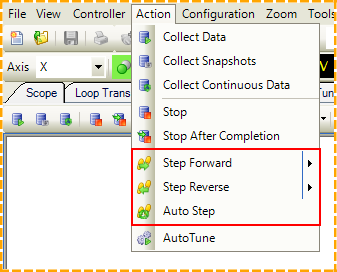 File View Controller Action Configuration Zoom Tools
Collect Data
Collect Snapshots
Axis X
Collect Continuous Data
Scope Loop Trans
Stop
Stop After Completion
Step Forward
Step Reverse
Auto Step
AutoTune